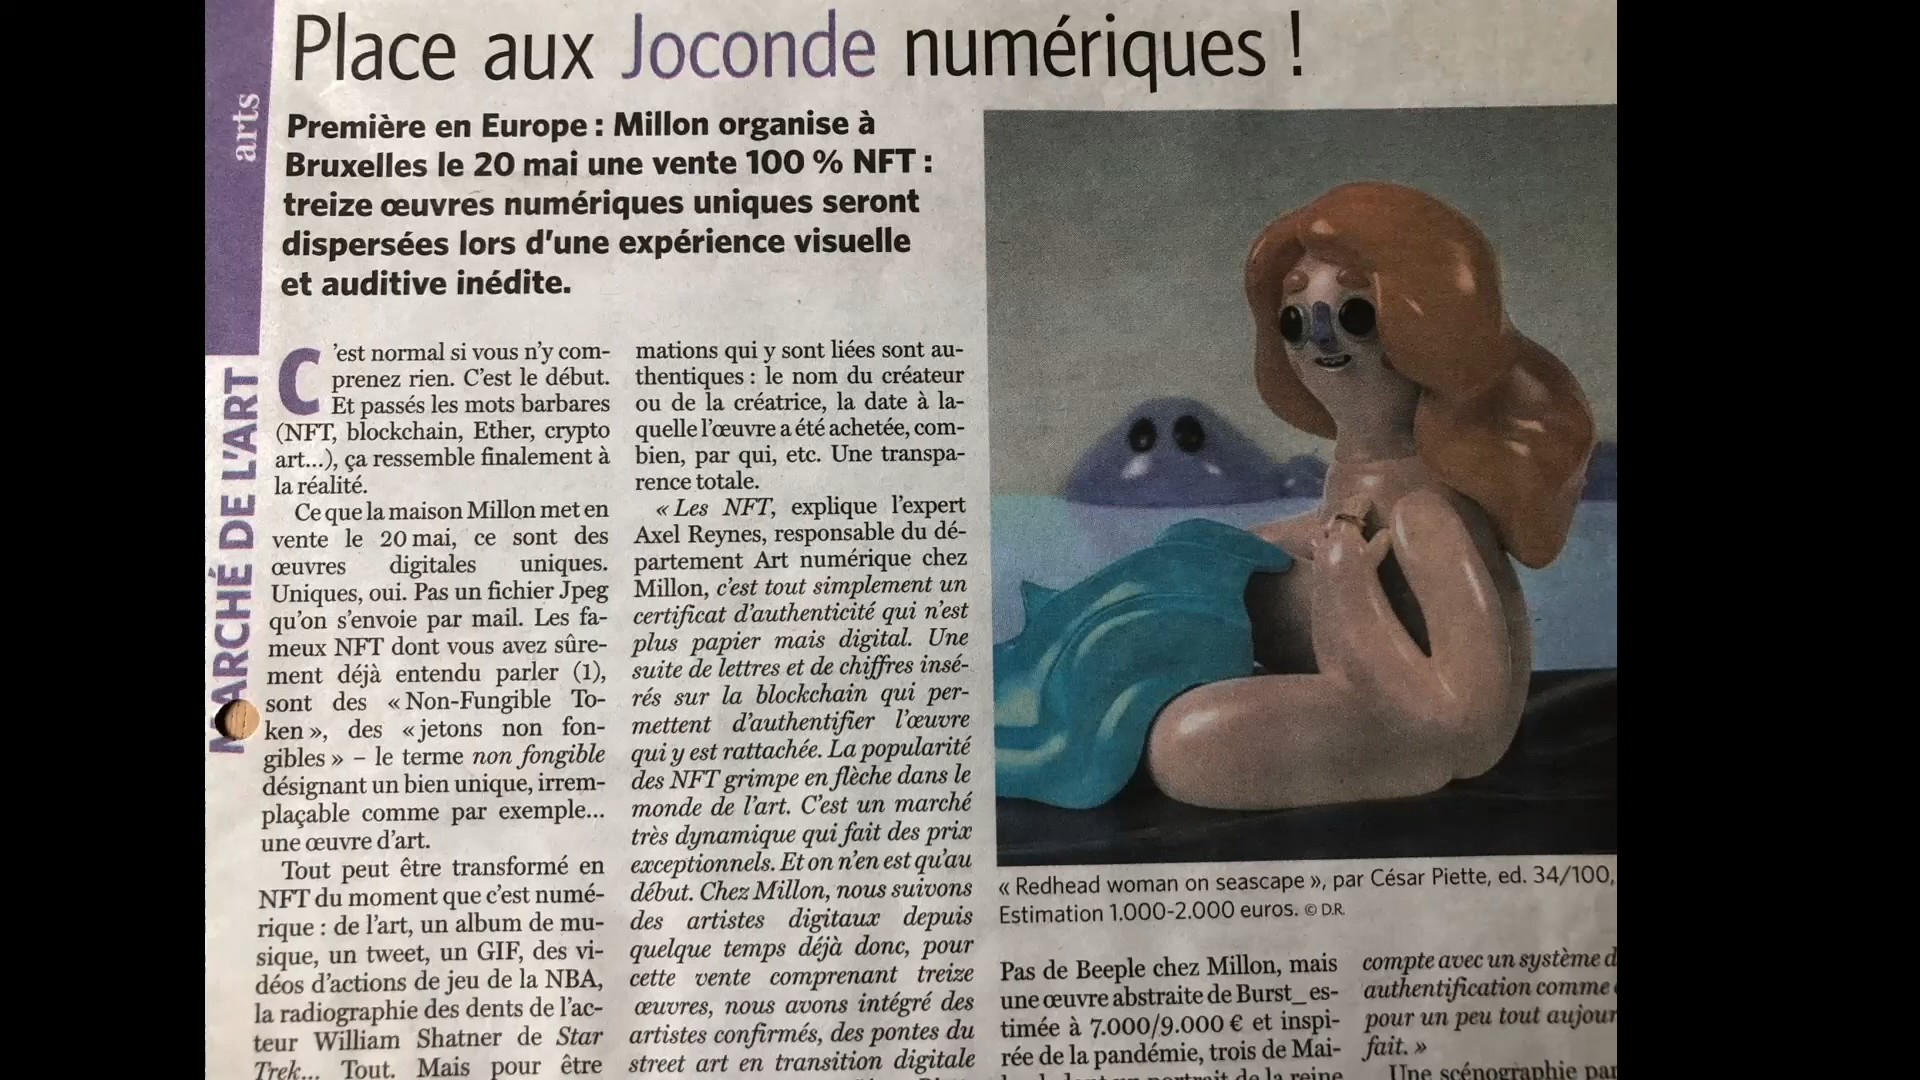 Place aux Joconde numériques !
arts
MARCHÉ DE L'ART
Première en Europe : Millon organise à
Bruxelles le 20 mai une vente 100 % NFT :
treize œuvres numériques uniques seront
dispersées lors d'une expérience visuelle
et auditive inédite.
C'est normal si vous n'y com-
prenez rien. C'est le début.
Et passés les mots barbares
(NFT, blockchain, Ether, crypto
art...), ça ressemble finalement à
la réalité.
Ce que la maison Millon met en
vente le 20 mai, ce sont des
œuvres digitales uniques.
Uniques, oui. Pas un fichier Jpeg
qu'on s'envoie par mail. Les fa-
meux NFT dont vous avez sûre-
ment déjà entendu parler (1),
sont des « Non-Fungible To-
ken », des « jetons non fon-
gibles » – le terme non fongible
désignant un bien unique, irrem-
plaçable comme par exemple...
une œuvre d'art.
Tout peut être transformé en
NFT du moment que c'est numé-
rique : de l'art, un album de mu-
sique, un tweet, un GIF, des vi-
déos d'actions de jeu de la NBA,
la radiographie des dents de l'ac-
teur William Shatner de Star
Trek... Tout. Mais pour être
mations qui y sont liées sont au-
thentiques : le nom du créateur
ou de la créatrice, la date à la-
quelle l'œuvre a été achetée, com-
bien, par qui, etc. Une transpa-
rence totale.
« Les NFT, explique l'expert
Axel Reynes, responsable du dé-
partement Art numérique chez
Millon, c'est tout simplement un
certificat d'authenticité qui n'est
plus papier mais digital. Une
suite de lettres et de chiffres insé-
rés sur la blockchain qui per-
mettent d'authentifier l'œuvre
qui y est rattachée. La popularité
des NFT grimpe en flèche dans le
monde de l'art. C'est un marché
très dynamique qui fait des prix
exceptionnels. Et on n'en est qu'au
début. Chez Millon, nous suivons
des artistes digitaux depuis
quelque temps déjà donc, pour
cette vente comprenant treize
œuvres, nous avons intégré des
artistes confirmés, des pontes du
street art en transition digitale
« Redhead woman on seascape », par César Piette, ed. 34/100,
Estimation 1.000-2.000 euros. © D.R.
Pas de Beeple chez Millon, mais
une œuvre abstraite de Burst_ es-
timée à 7.000/9.000 € et inspi-
rée de la pandémie, trois de Mai-
portrait de la reine
compte avec un système d
authentification comme
pour un peu tout aujour
fait. »
Une scénographie par